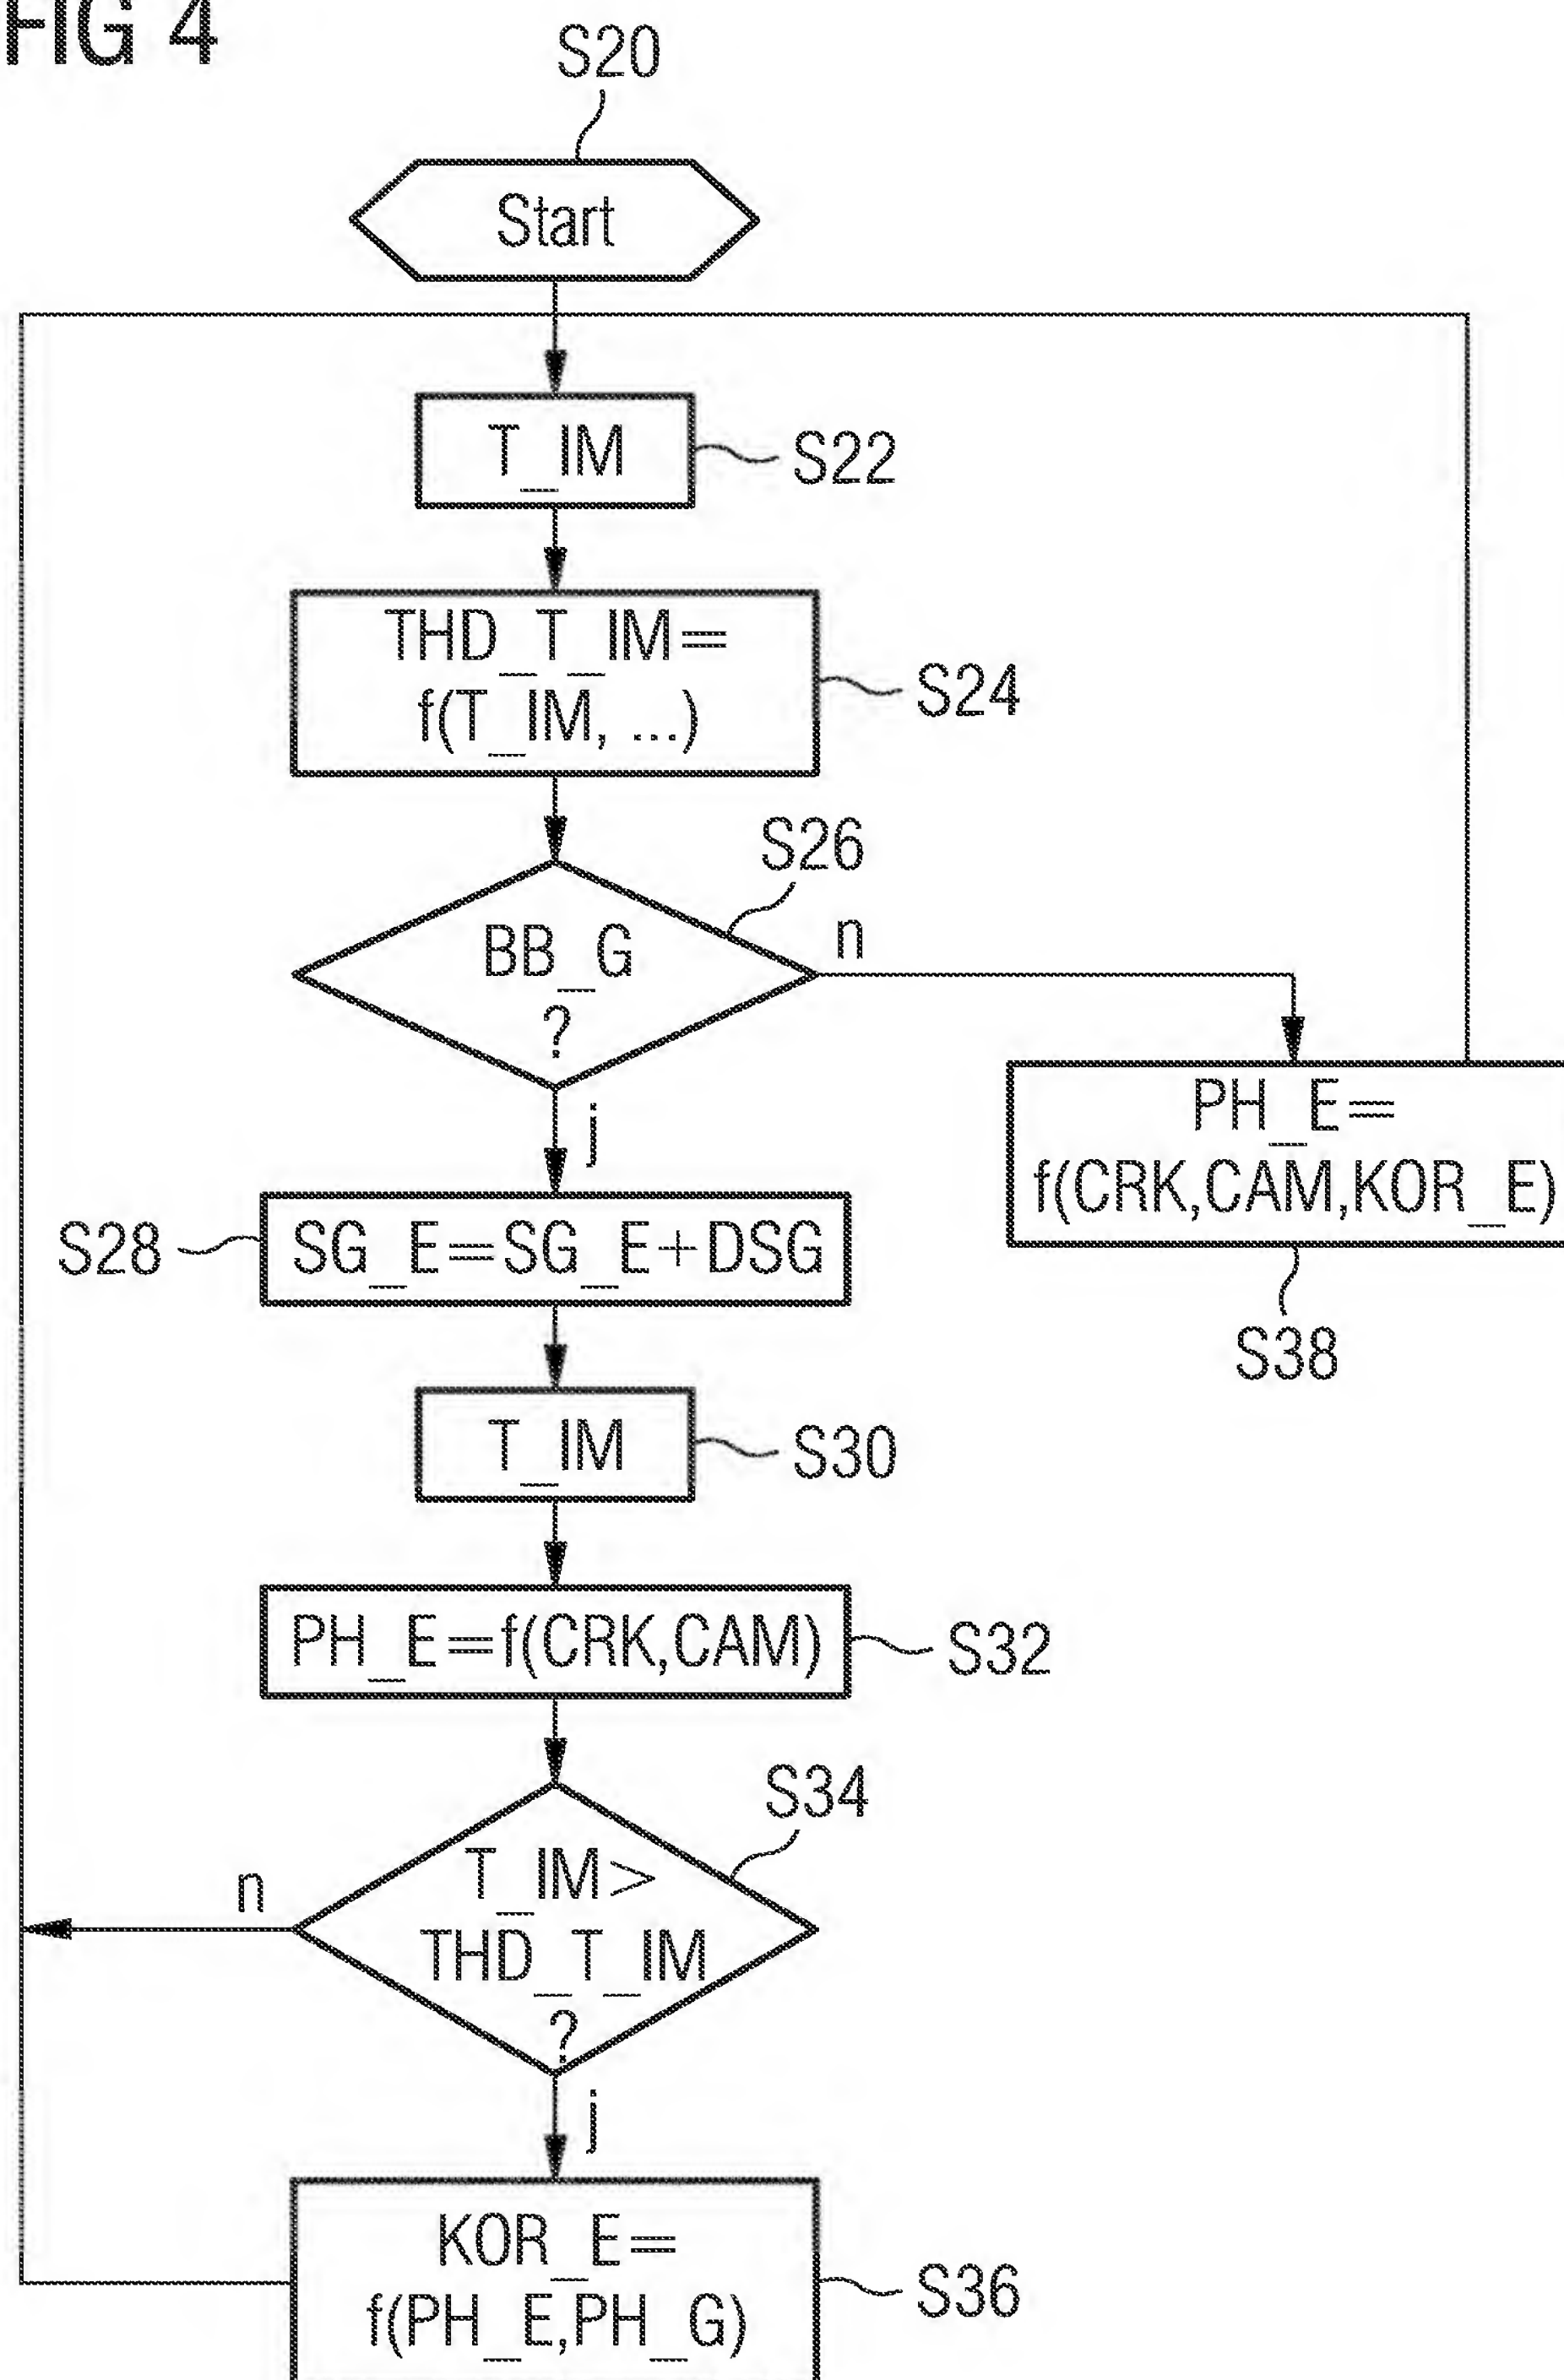 FIG 4
S20
Start
T_IM
S22
THD_T_IM=
f(T_IM, ...)
S24
S26
BB_G
?
n
j
PH_E=
f(CRK,CAM,KOR_E)
S38
S28
SG_E=SG_E+DSG
T_IM
S30
PH_E=f(CRK,CAM)
S32
S34
T_IM>
THD_T_IM
?
n
j
KOR_E=
f(PH_E,PH_G)
S36